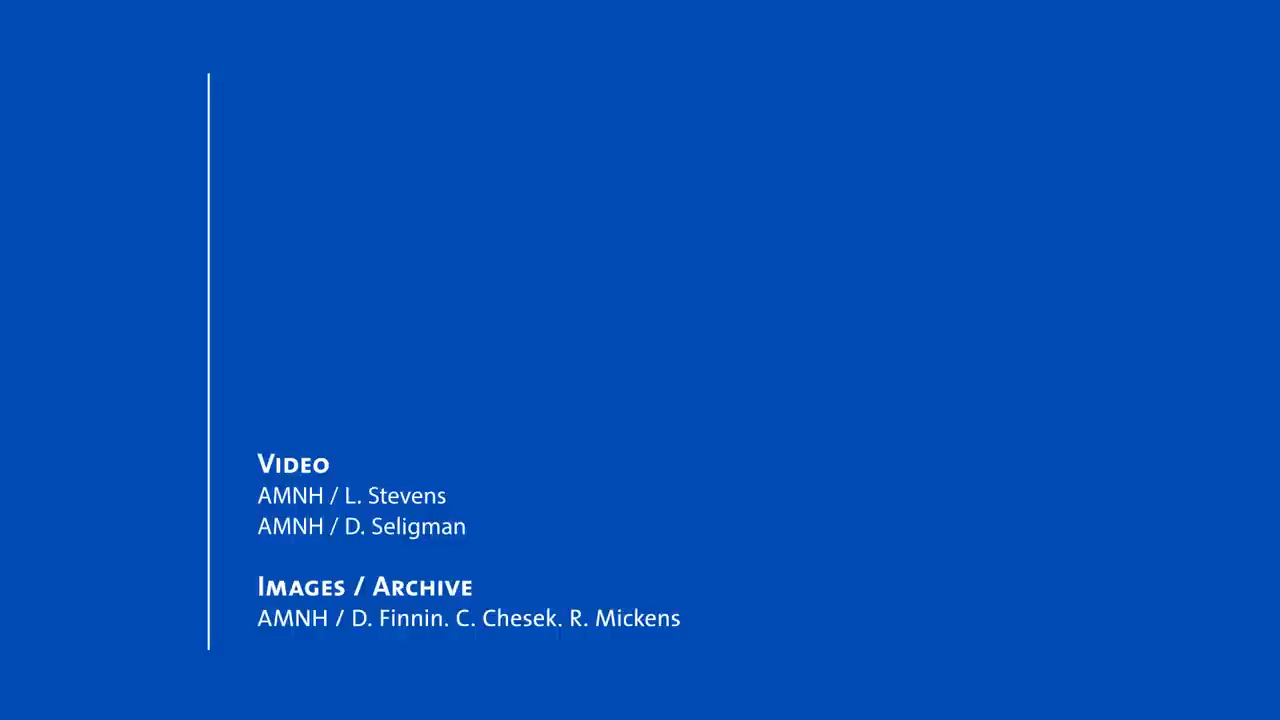 VIDEO
AMNH / L. Stevens
AMNH / D. Seligman
IMAGES / ARCHIVE
AMNH / D. Finnin. C. Chesek. R. Mickens